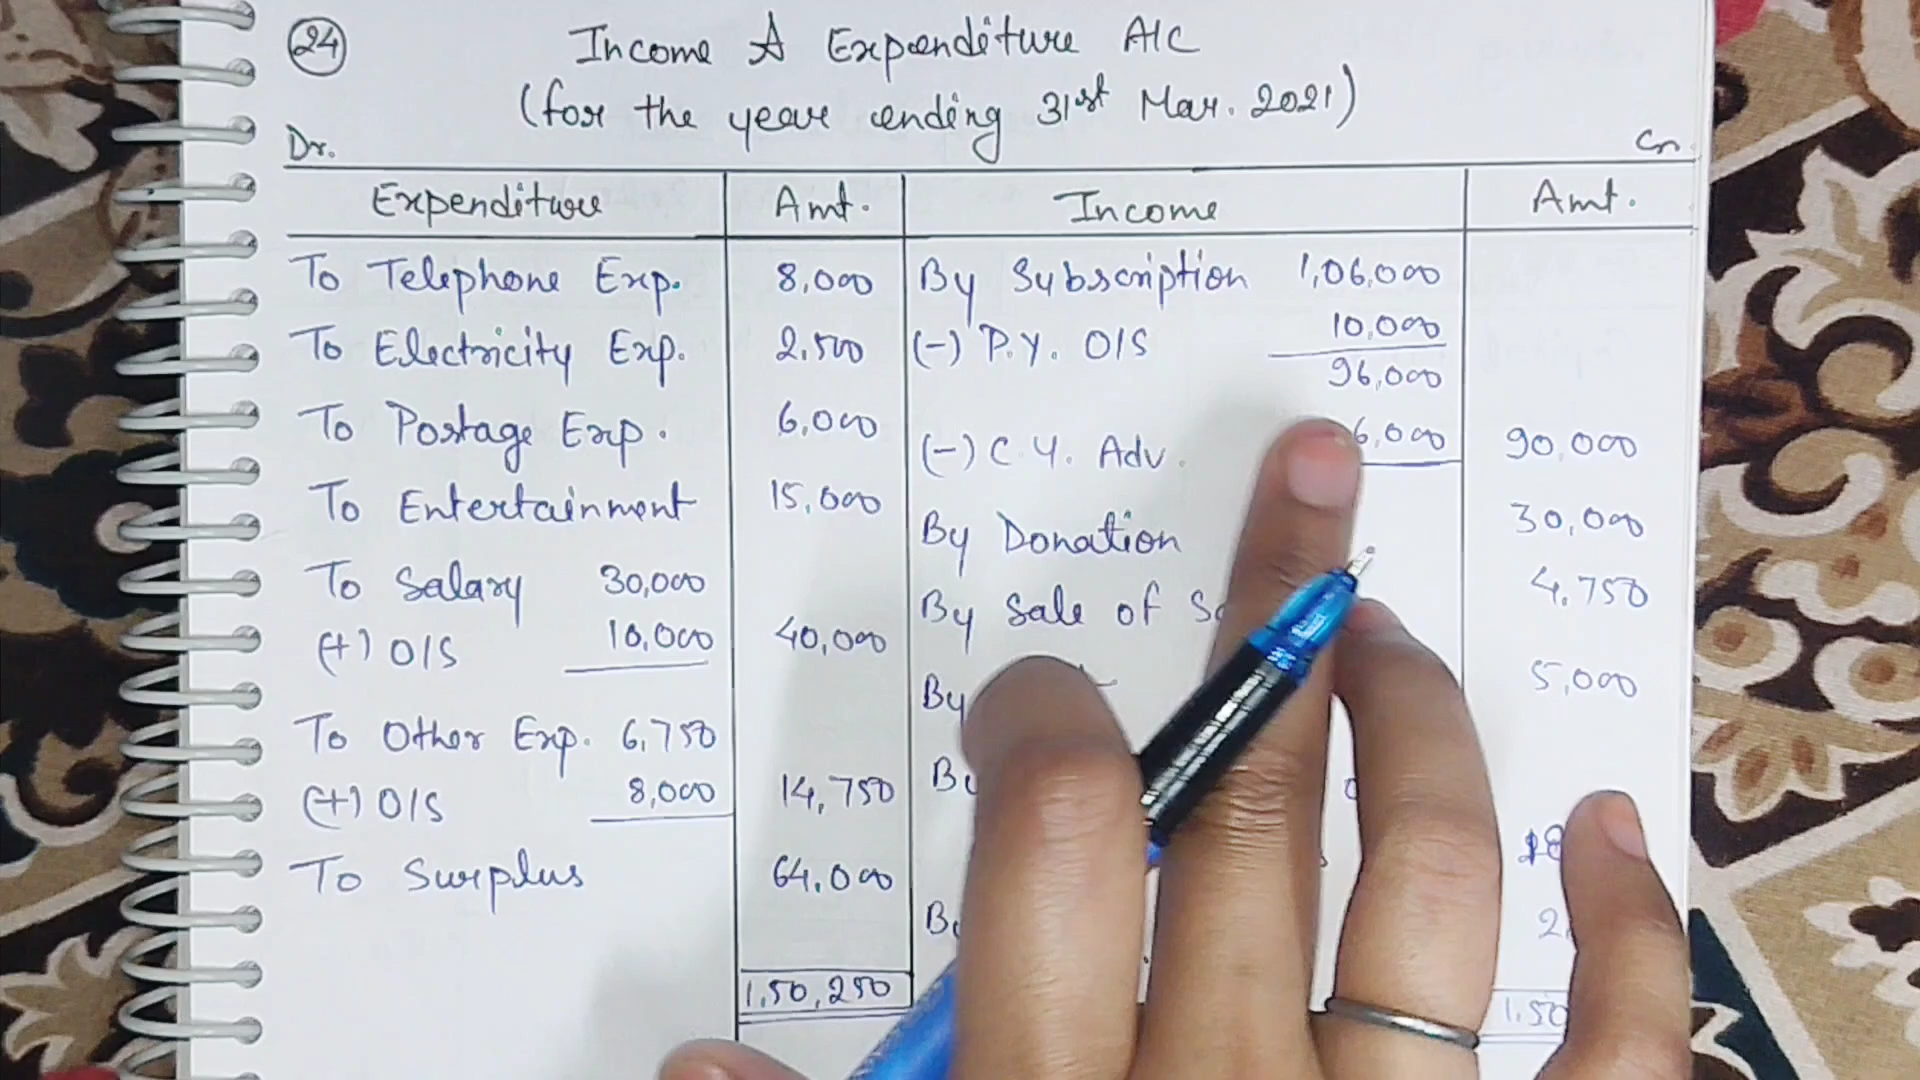 24
Income & Expenditure A/C
(for the year ending 31st Mar. 2021)
Dr. Cr.
Expenditure Amt. Income Amt.
To Telephone Exp. 8,000 By Subscription 1,06,000
To Electricity Exp. 2,500 (-) P.Y. O/S 10,000
96,000
To Postage Exp. 6,000 (-) C.Y. Adv. 6,000 90,000
To Entertainment 15,000 By Donation 30,000
To Salary 30,000 By Sale of 4,750
(+) O/S 10,000 40,000 By 5,000
To Other Exp. 6,750
(+) O/S 8,000 14,750
To Surplus 64,000
1,50,250